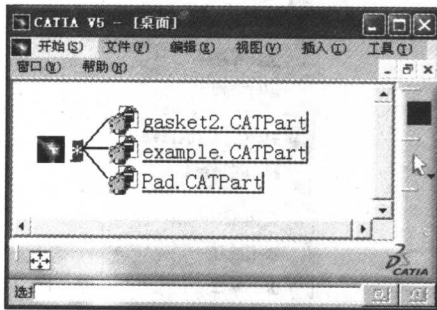 CATIA V5 - [桌面]
开始(S) 文件(F) 编辑(E) 视图(V) 插入(I) 工具(T)
窗口(W) 帮助(H)
gasket2.CATPart
example.CATPart
Pad.CATPart
CATIA
选择